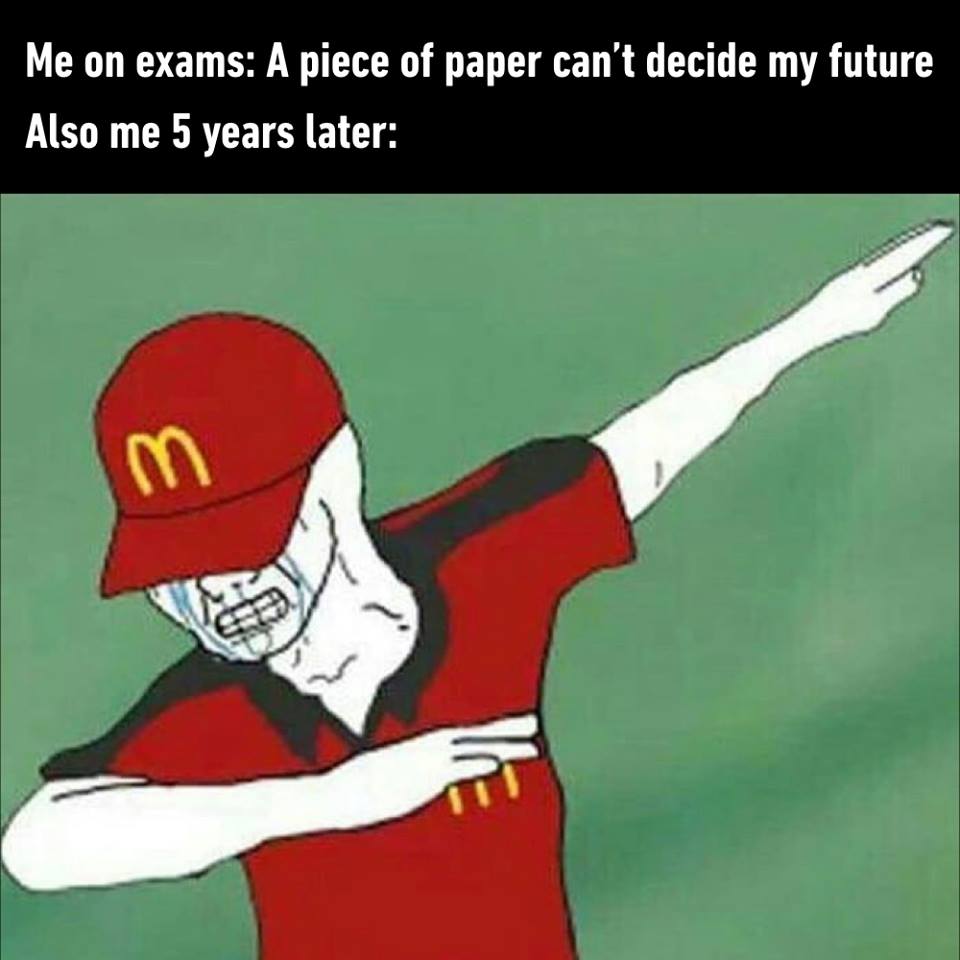 Me on exams: A piece of paper can’t decide my future
Also me 5 years later:
m